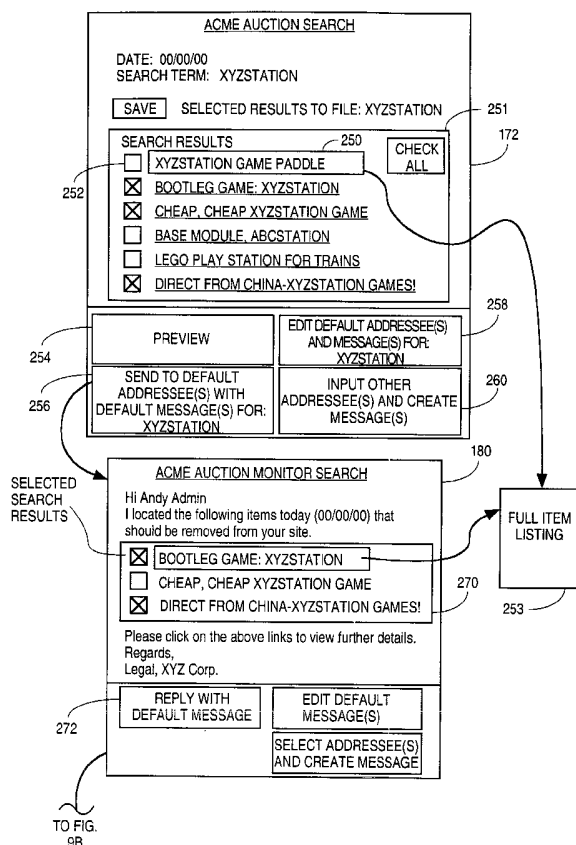 ACME AUCTION SEARCH
DATE: 00/00/00
SEARCH TERM: XYZSTATION
SAVE SELECTED RESULTS TO FILE: XYZSTATION
251
SEARCH RESULTS
250
CHECK
ALL
172
252
XYZSTATION GAME PADDLE
BOOTLEG GAME: XYZSTATION
CHEAP, CHEAP XYZSTATION GAME
BASE MODULE, ABCSTATION
LEGO PLAY STATION FOR TRAINS
DIRECT FROM CHINA-XYZSTATION GAMES!
258
254
PREVIEW
EDIT DEFAULT ADDRESSEE(S)
AND MESSAGE(S) FOR:
XYZSTATION
256
SEND TO DEFAULT
ADDRESSEE(S) WITH
DEFAULT MESSAGE(S) FOR:
XYZSTATION
INPUT OTHER
ADDRESSEE(S) AND CREATE
MESSAGE(S)
260
ACME AUCTION MONITOR SEARCH
180
SELECTED
SEARCH
RESULTS
Hi Andy Admin
I located the following items today (00/00/00) that
should be removed from your site.
BOOTLEG GAME: XYZSTATION
CHEAP, CHEAP XYZSTATION GAME
DIRECT FROM CHINA-XYZSTATION GAMES!
270
FULL ITEM
LISTING
253
Please click on the above links to view further details.
Regards,
Legal, XYZ Corp.
272
REPLY WITH
DEFAULT MESSAGE
EDIT DEFAULT
MESSAGE(S)
SELECT ADDRESSEE(S)
AND CREATE MESSAGE
TO FIG.
9B